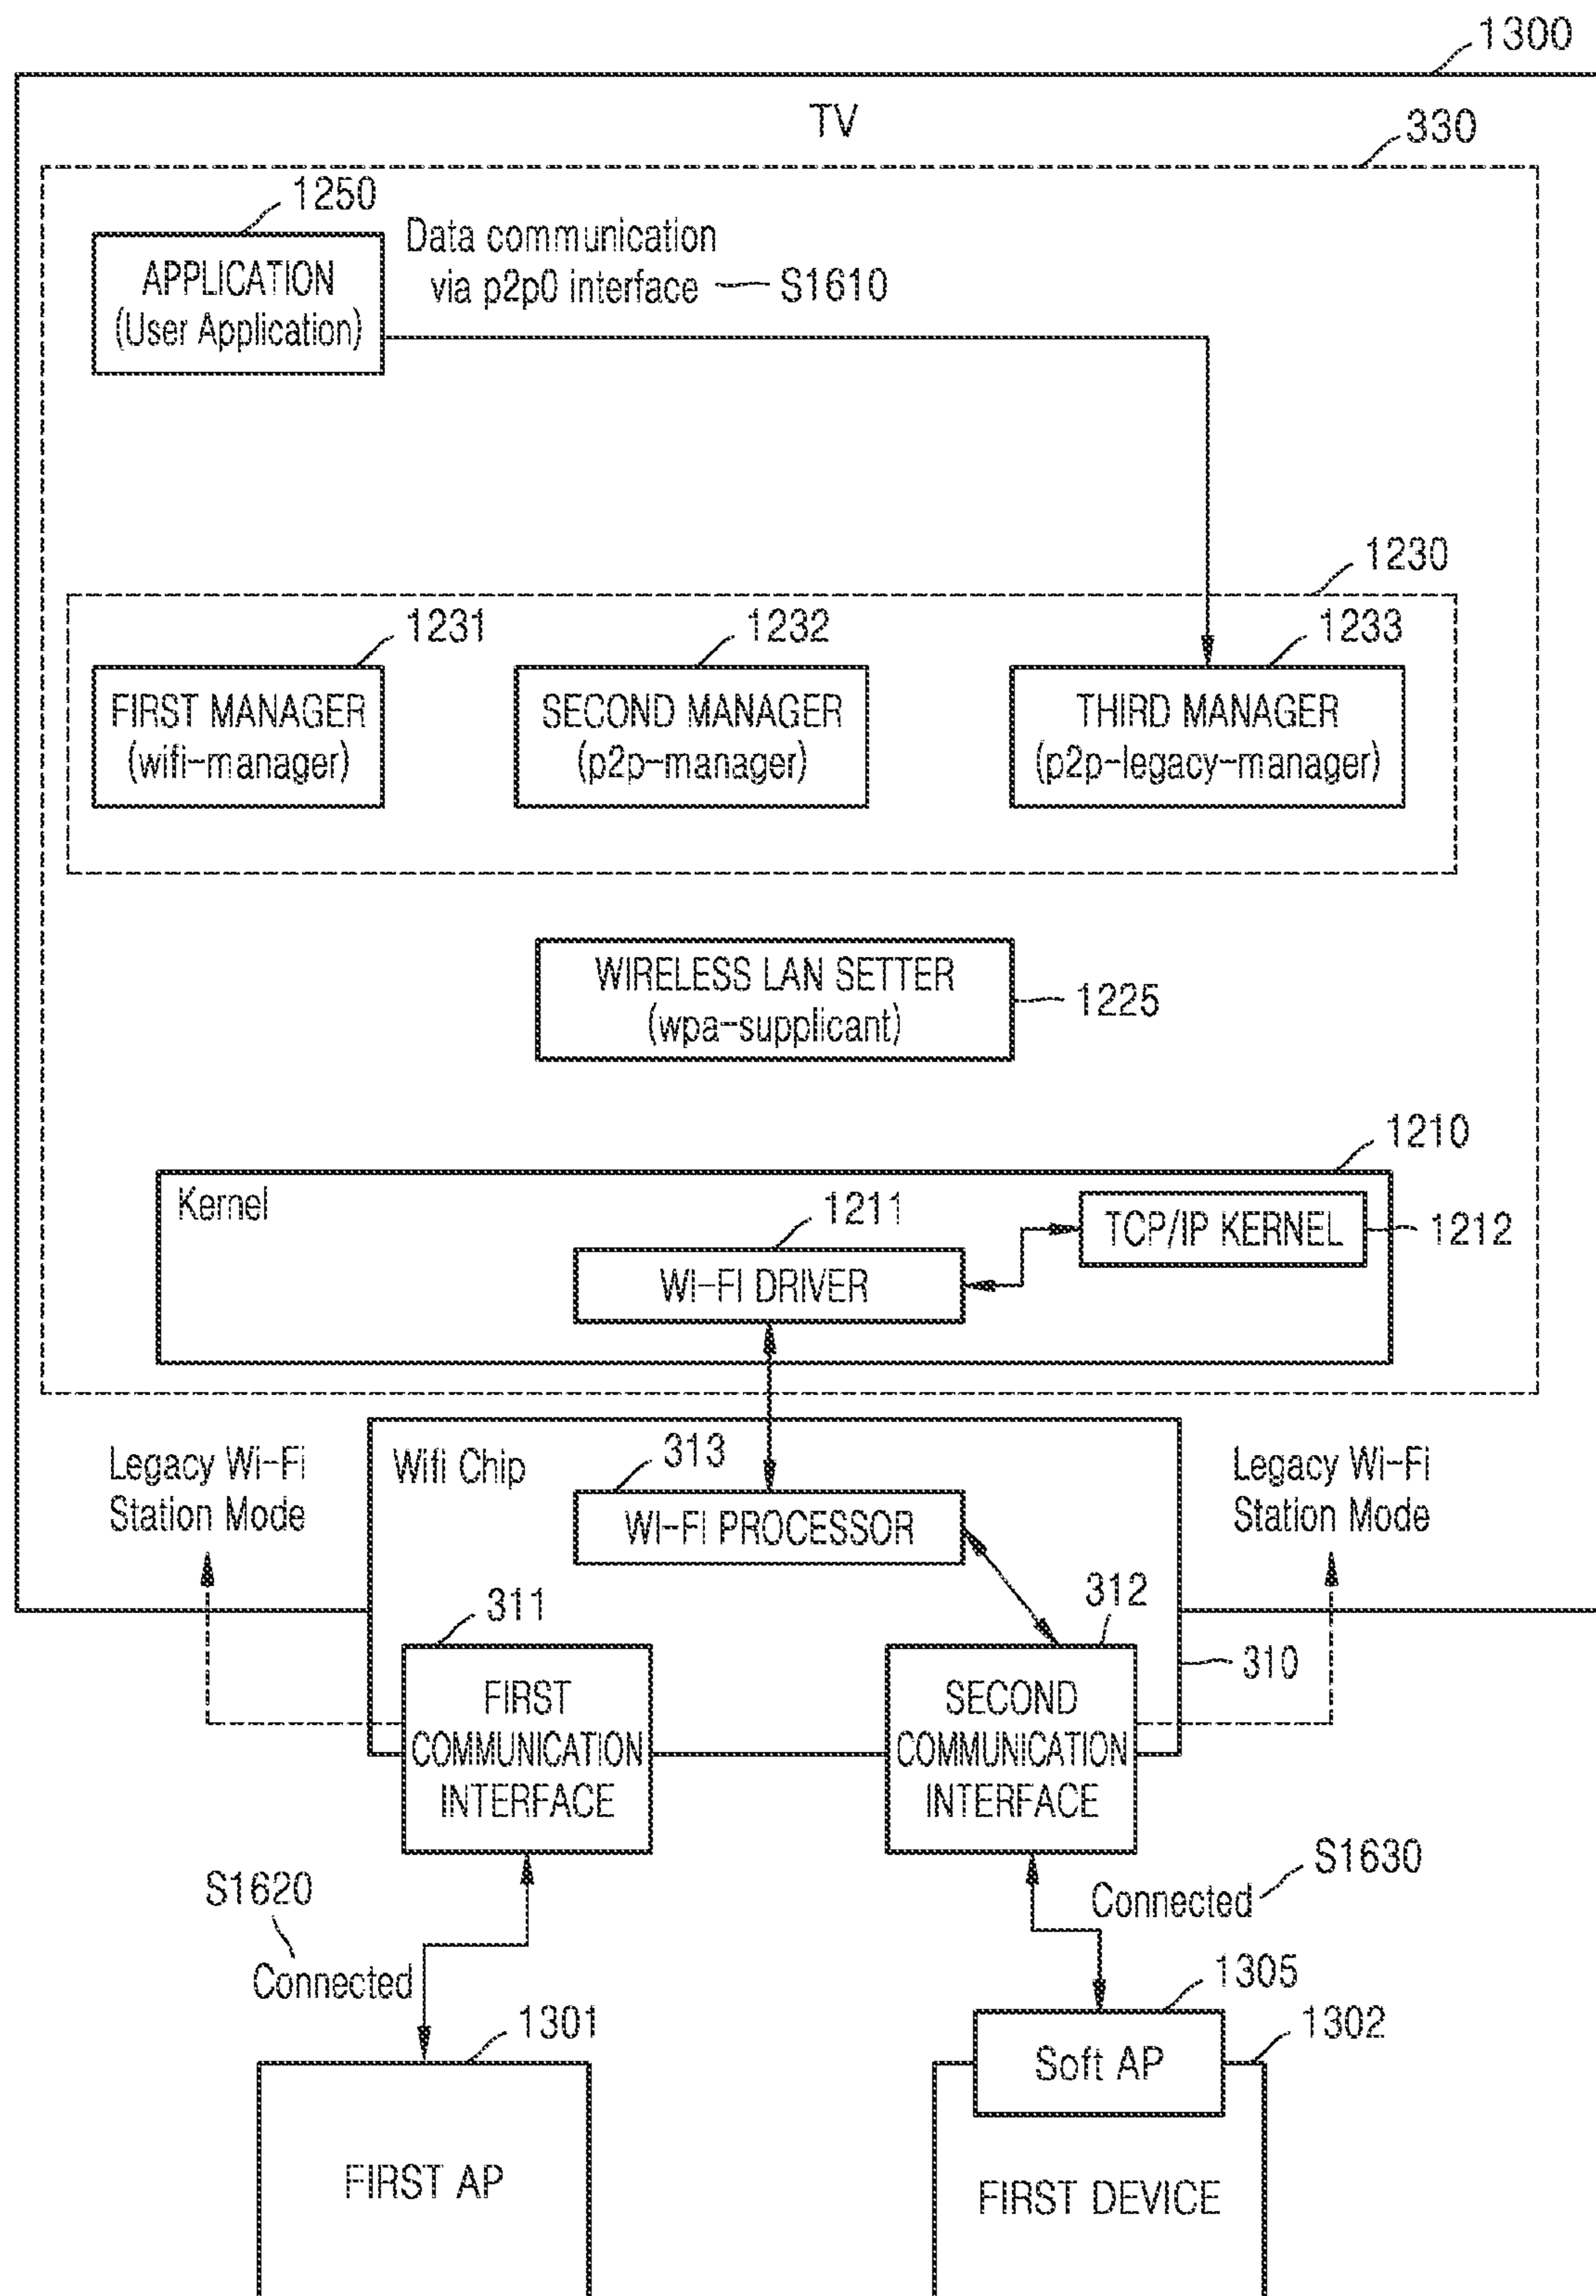 1300
TV
330
1250
APPLICATION
(User Application)
Data communication
via p2p0 interface
S1610
1230
1231
1232
1233
FIRST MANAGER
(wifi-manager)
SECOND MANAGER
(p2p-manager)
THIRD MANAGER
(p2p-legacy-manager)
WIRELESS LAN SETTER
(wpa-supplicant)
1225
1210
Kernel
1211
TCP/IP KERNEL
1212
WI-FI DRIVER
Legacy Wi-Fi
Station Mode
Wifi Chip
313
WI-FI PROCESSOR
Legacy Wi-Fi
Station Mode
311
312
310
FIRST
COMMUNICATION
INTERFACE
SECOND
COMMUNICATION
INTERFACE
S1620
Connected
S1630
Connected
1301
1305
1302
Soft AP
FIRST AP
FIRST DEVICE